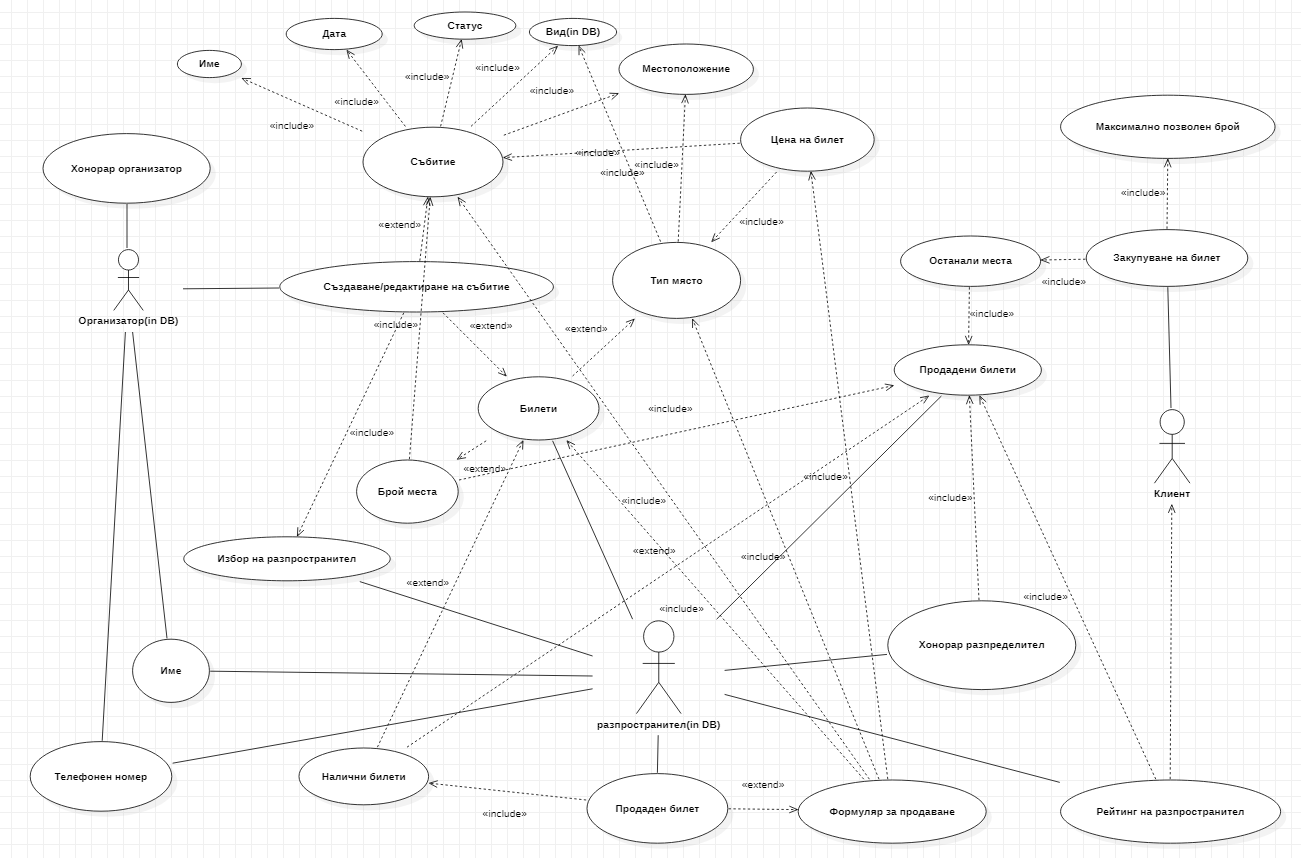 Статус
Дата
Вид(in DB)
Име
Местоположение
«include»
«include»
«include»
«include»
«include»
Максимално позволен брой
Цена на билет
Събитие
Хонорар организатор
«include»
«include»
«include»
«include»
«extend»
«include»
Закупуване на билет
Останали места
Тип място
«include»
Създаване/редактиране на събитие
Организатор(in DB)
«include»
«include»
«extend»
«extend»
Продадени билети
Билети
«include»
«include»
«extend»
«include»
Брой места
Клиент
«include»
«include»
«extend»
«include»
Избор на разпространител
«extend»
«include»
«include»
Хонорар разпределител
Име
разпространител(in DB)
Телефонен номер
Налични билети
«extend»
Продаден билет
Формуляр за продаване
Рейтинг на разпространител
«include»